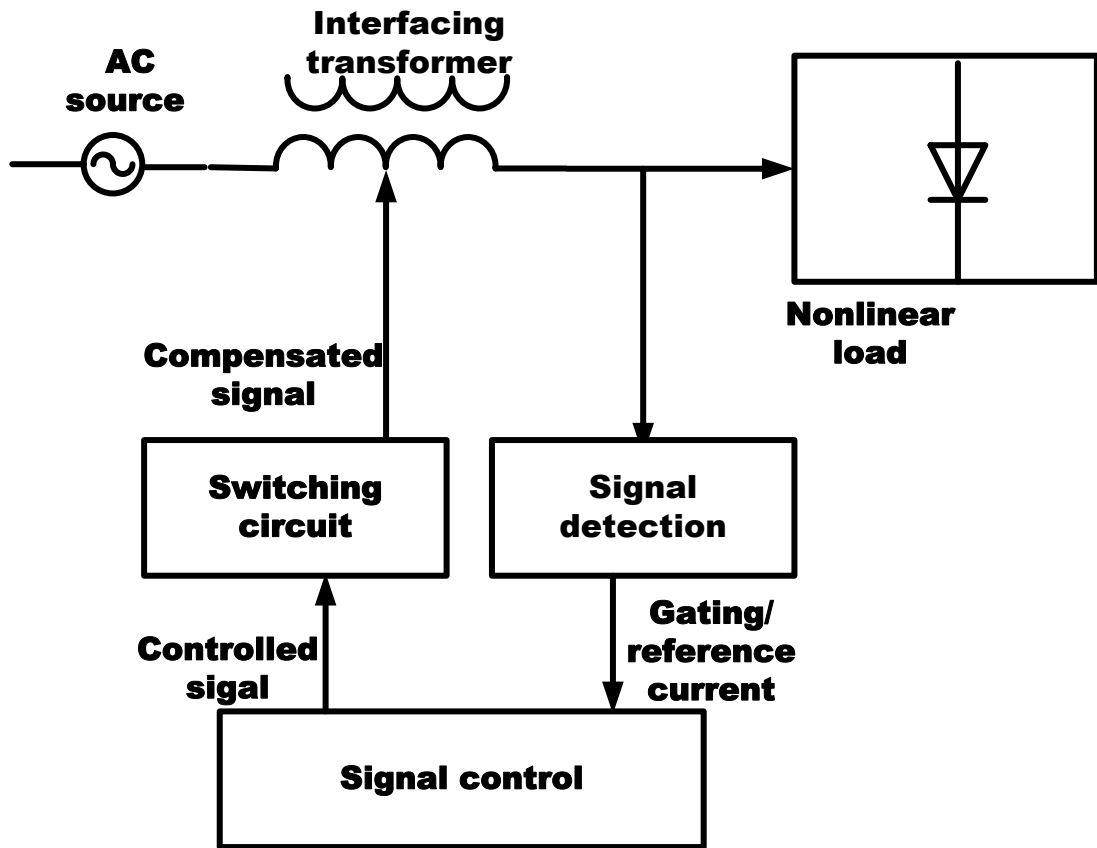 Interfacing
transformer
AC
source
Nonlinear
load
Compensated
signal
Switching
circuit
Signal
detection
Controlled
sigal
Gating/
reference
current
Signal control